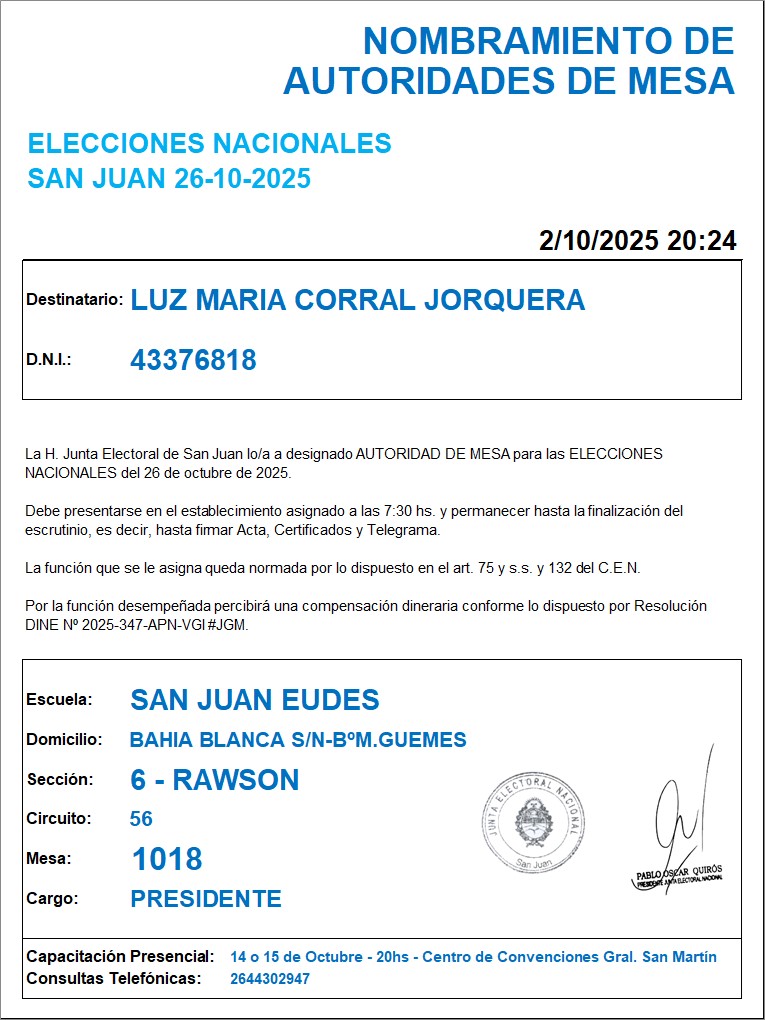 NOMBRAMIENTO DE
AUTORIDADES DE MESA
ELECCIONES NACIONALES
SAN JUAN 26-10-2025
2/10/2025 20:24
Destinatario: LUZ MARIA CORRAL JORQUERA
D.N.I.: 43376818
La H. Junta Electoral de San Juan lo/a a designado AUTORIDAD DE MESA para las ELECCIONES
NACIONALES del 26 de octubre de 2025.
Debe presentarse en el establecimiento asignado a las 7:30 hs. y permanecer hasta la finalización del
escrutinio, es decir, hasta firmar Acta, Certificados y Telegrama.
La función que se le asigna queda normada por lo dispuesto en el art. 75 y s.s. y 132 del C.E.N.
Por la función desempeñada percibirá una compensación dineraria conforme lo dispuesto por Resolución
DINE Nº 2025-347-APN-VGI#JGM.
Escuela: SAN JUAN EUDES
Domicilio: BAHIA BLANCA S/N-BºM.GUEMES
Sección: 6 - RAWSON
Circuito: 56
Mesa: 1018
Cargo: PRESIDENTE
JUNTA ELECTORAL NACIONAL
San Juan
PABLO OSCAR QUIRÓS
PRESIDENTE JUNTA ELECTORAL NACIONAL
Capacitación Presencial: 14 o 15 de Octubre - 20hs - Centro de Convenciones Gral. San Martín
Consultas Telefónicas: 2644302947